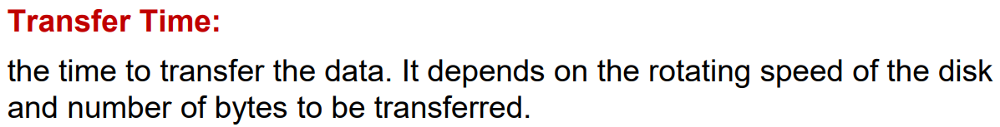 Transfer Time:
the time to transfer the data. It depends on the rotating speed of the disk
and number of bytes to be transferred.